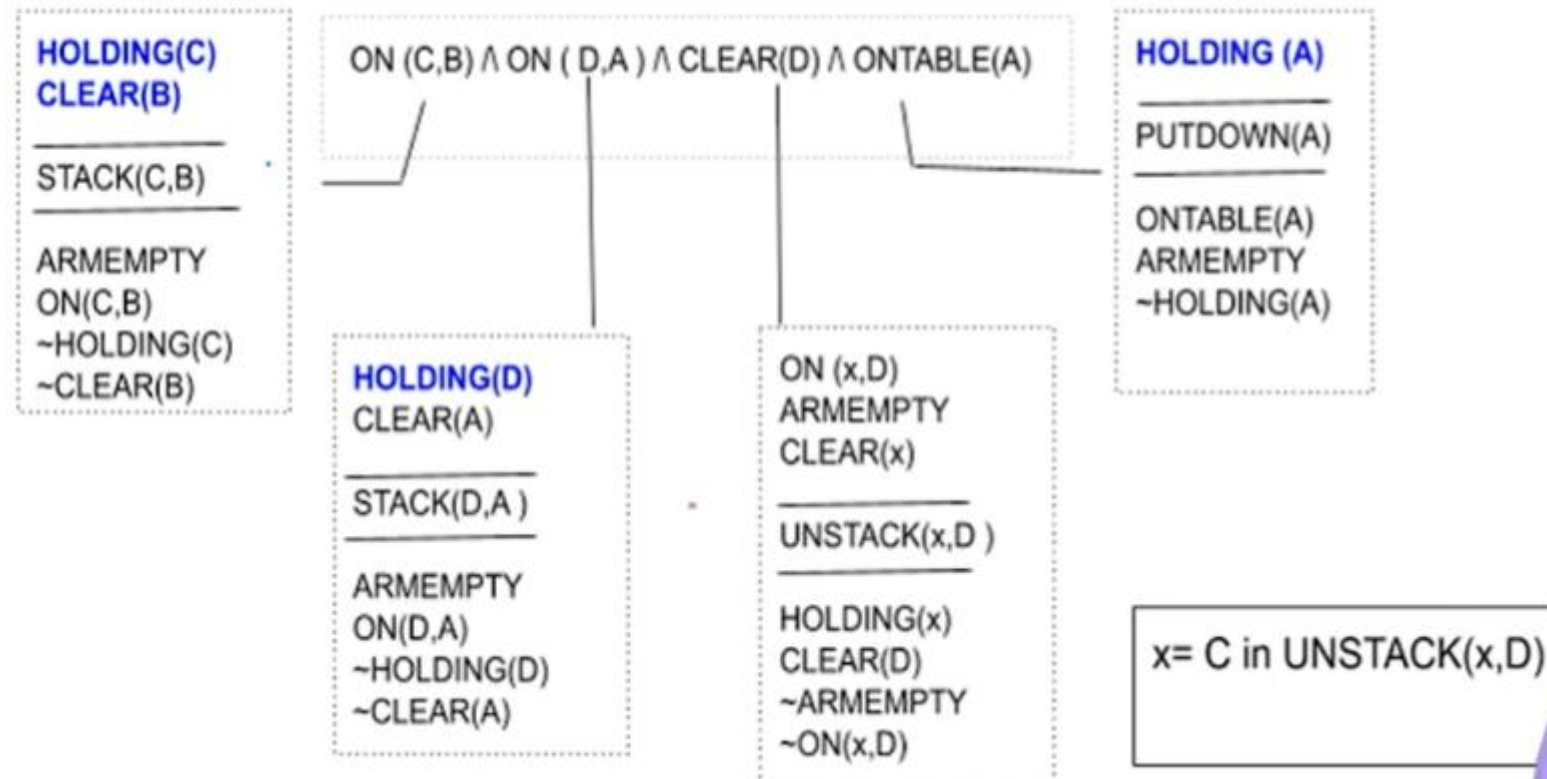 HOLDING(C)
CLEAR(B)
STACK(C,B)
ARMEMPTY
ON(C,B)
~HOLDING(C)
~CLEAR(B)
ON (C,B) Λ ON ( D,A ) Λ CLEAR(D) Λ ONTABLE(A)
HOLDING (A)
PUTDOWN(A)
ONTABLE(A)
ARMEMPTY
~HOLDING(A)
HOLDING(D)
CLEAR(A)
STACK(D,A )
ARMEMPTY
ON(D,A)
~HOLDING(D)
~CLEAR(A)
ON (x,D)
ARMEMPTY
CLEAR(x)
UNSTACK(x,D )
HOLDING(x)
CLEAR(D)
~ARMEMPTY
~ON(x,D)
x= C in UNSTACK(x,D)